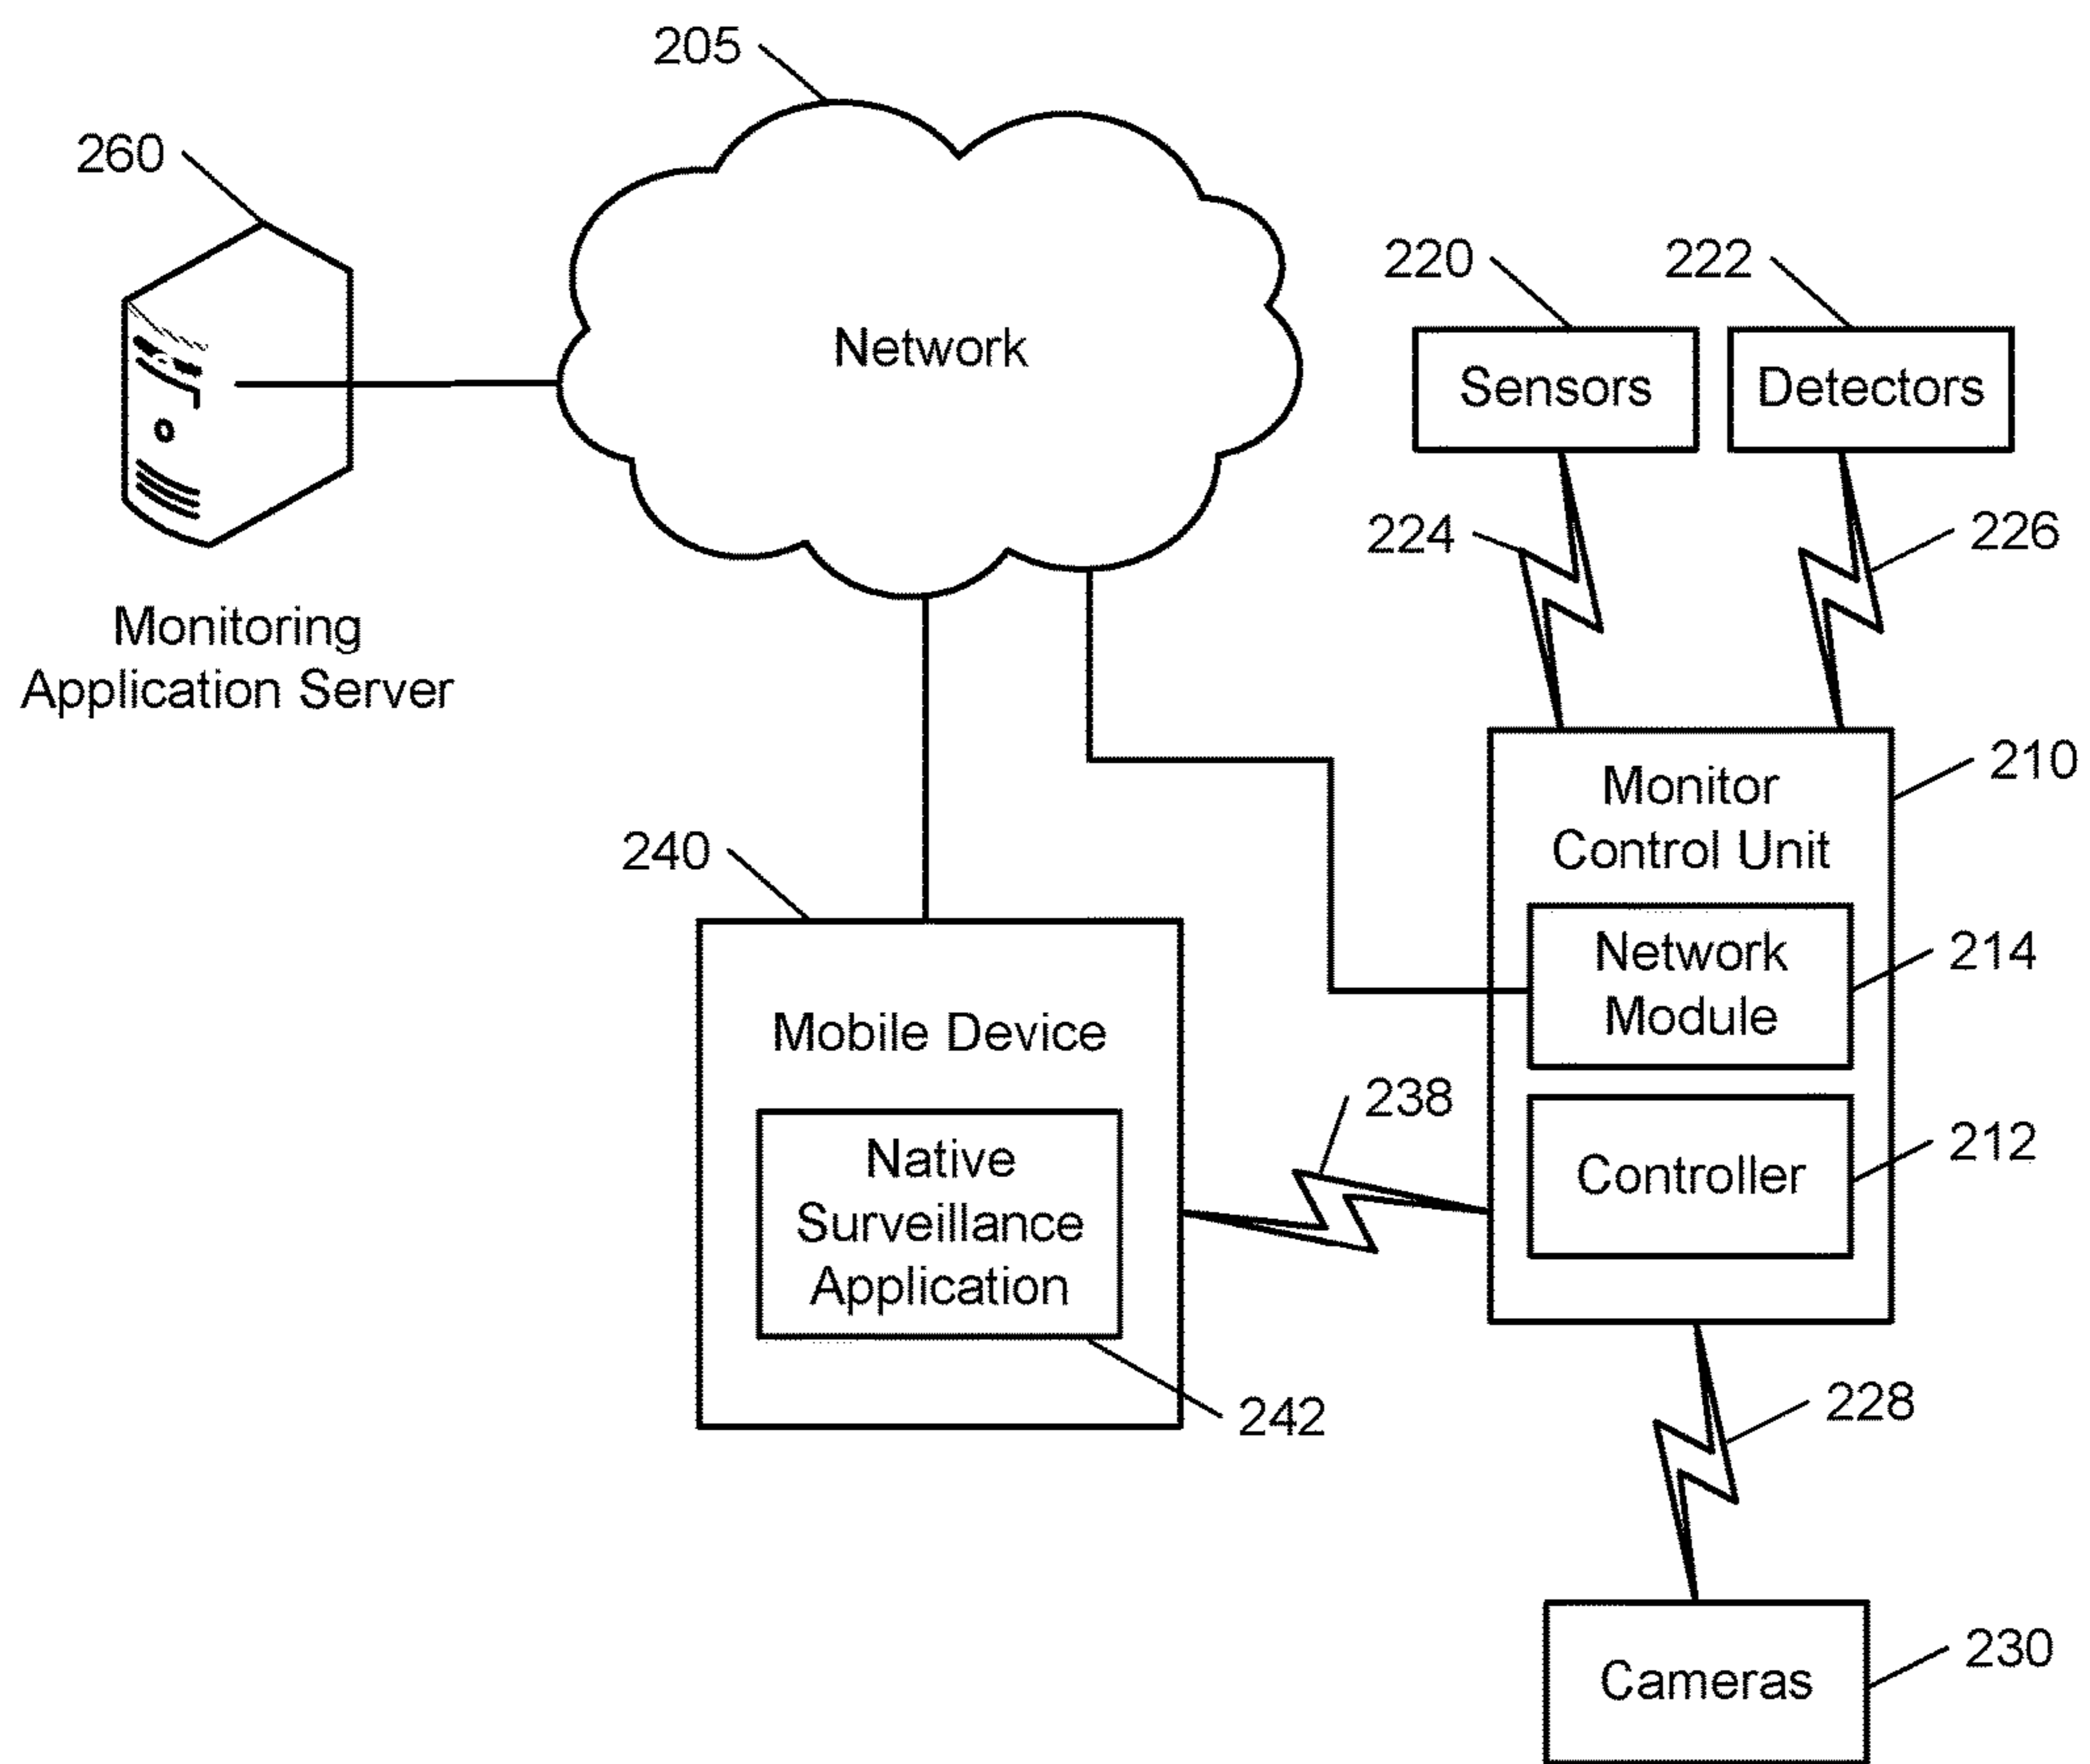 205
260
Network
220
222
Sensors
Detectors
224
226
Monitoring
Application Server
210
Monitor
Control Unit
240
Network
Module
214
Mobile Device
238
Controller
212
Native
Surveillance
Application
242
228
Cameras
230